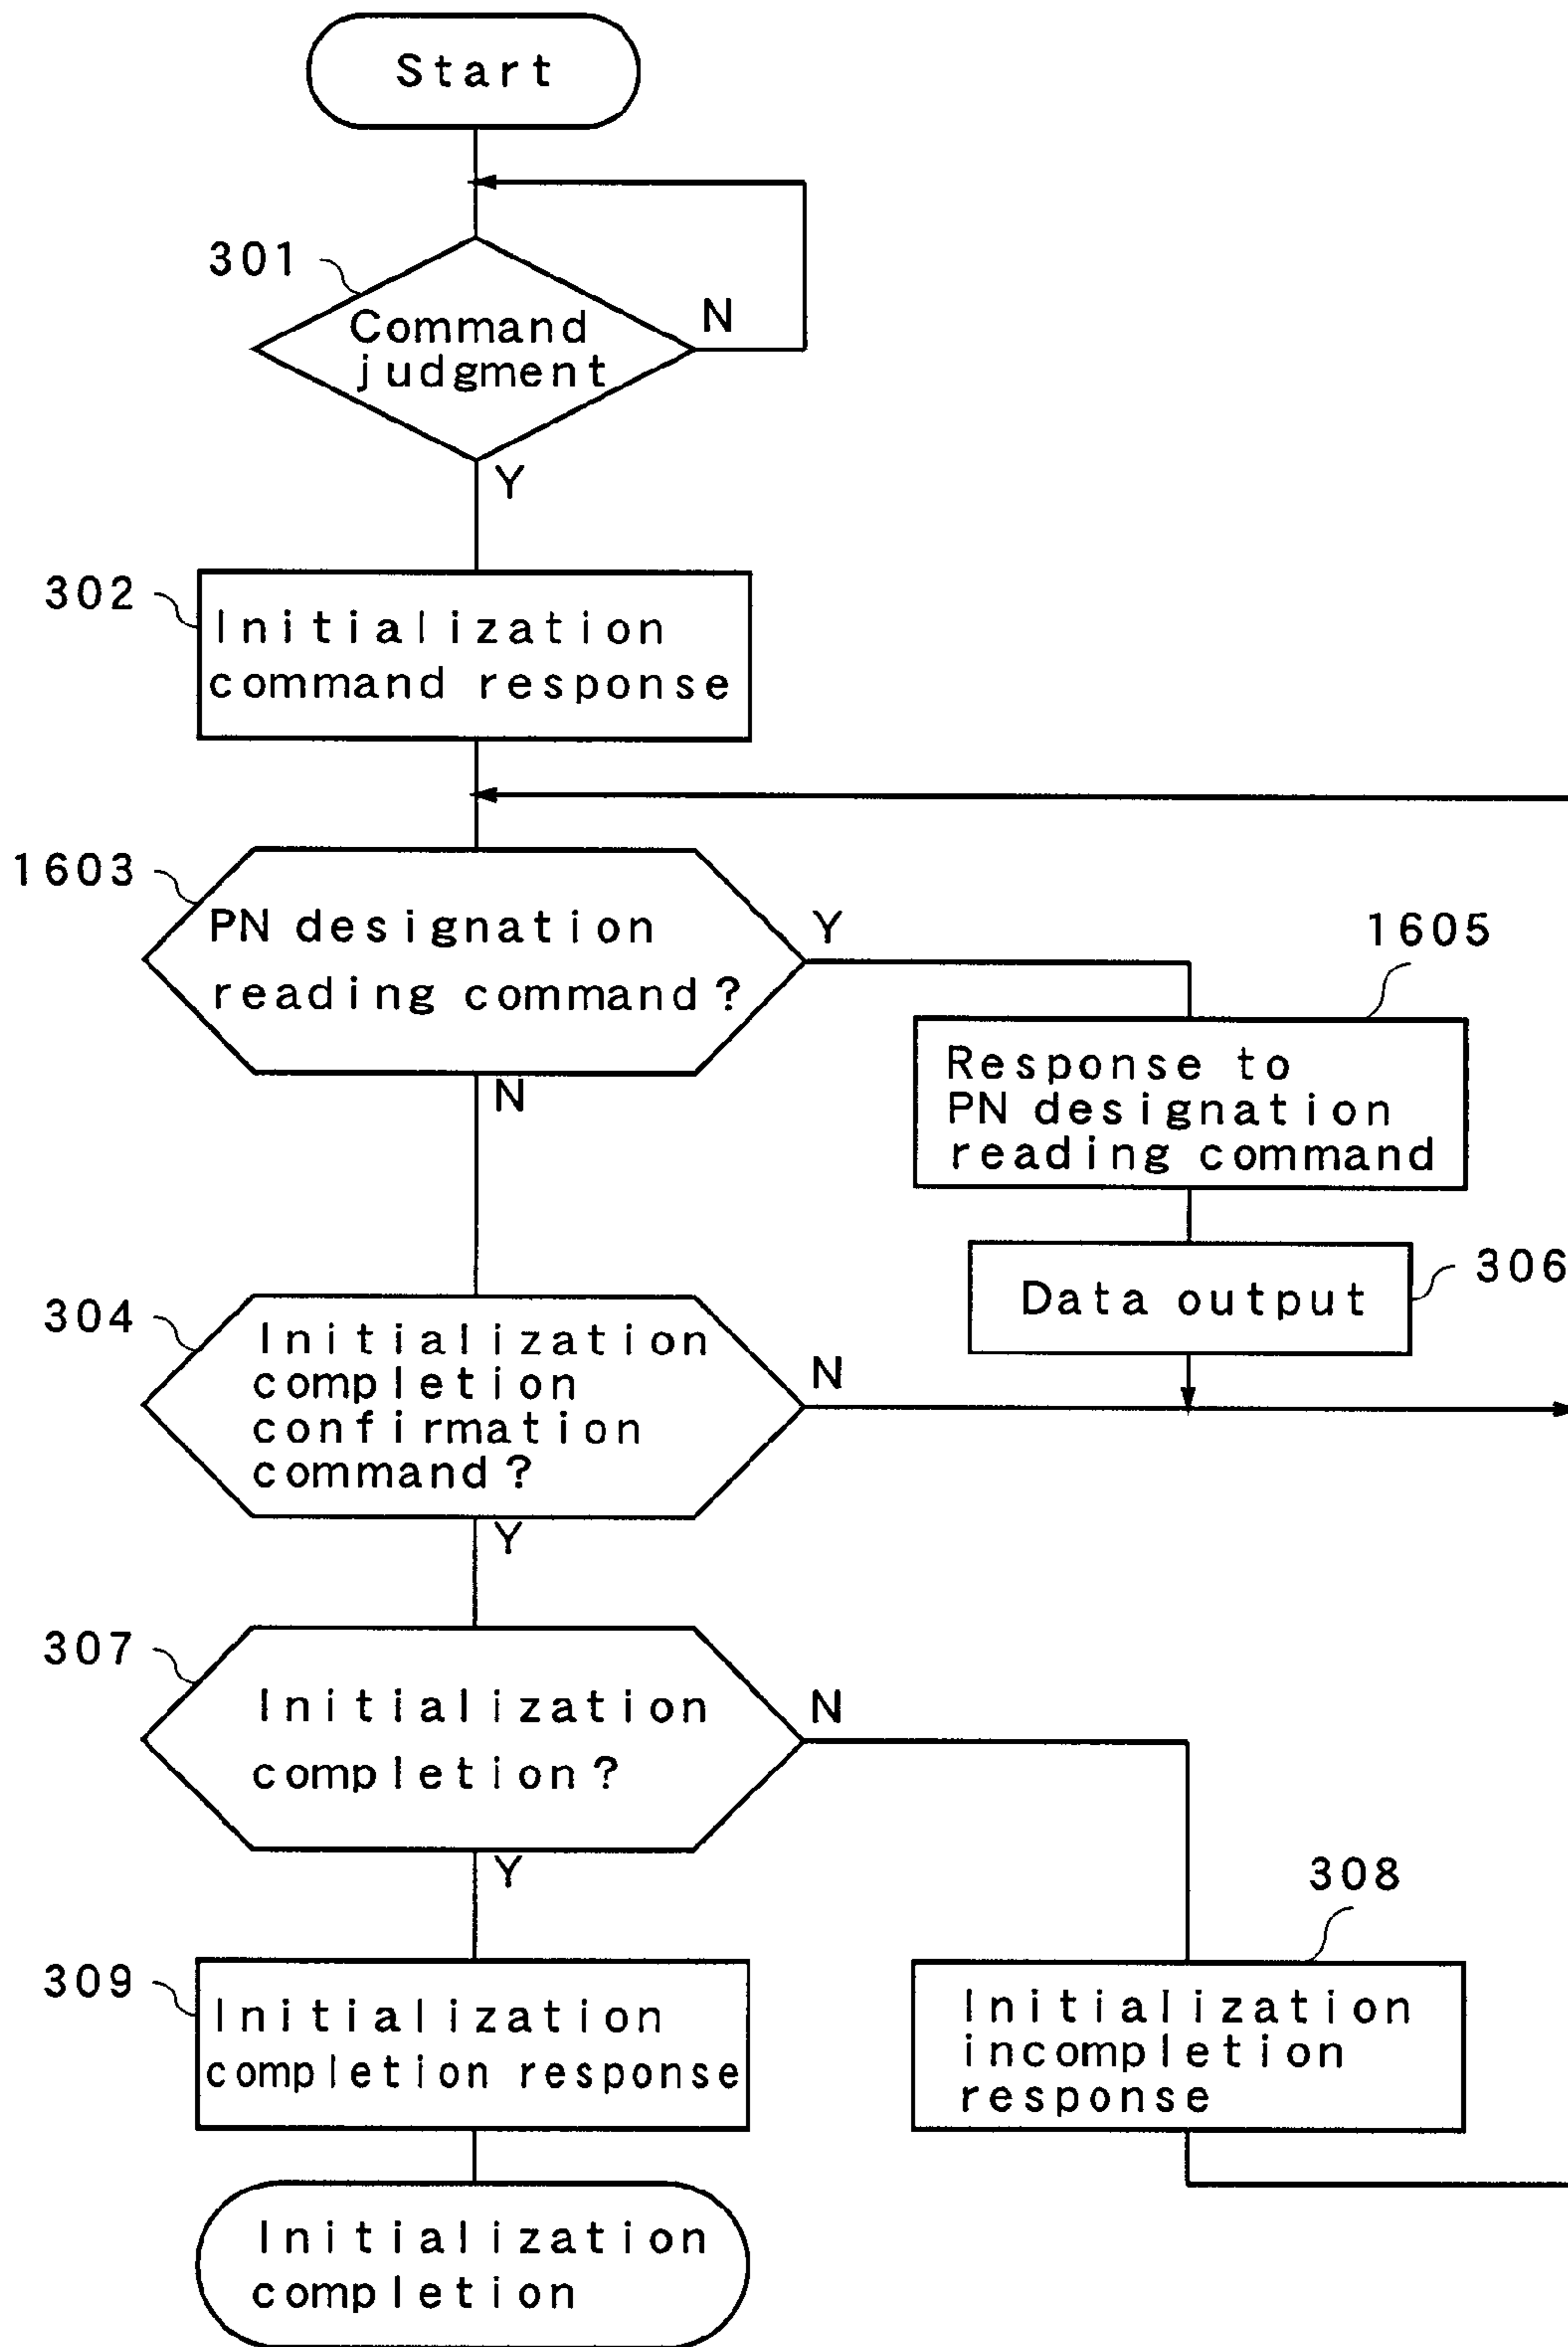 Start
301
Command
judgment
N
Y
302
Initialization
command response
1603
PN designation
reading command?
Y
N
1605
Response to
PN designation
reading command
306
Data output
304
Initialization
completion
confirmation
command?
N
Y
307
Initialization
completion?
N
Y
308
Initialization
incompletion
response
309
Initialization
completion response
Initialization
completion